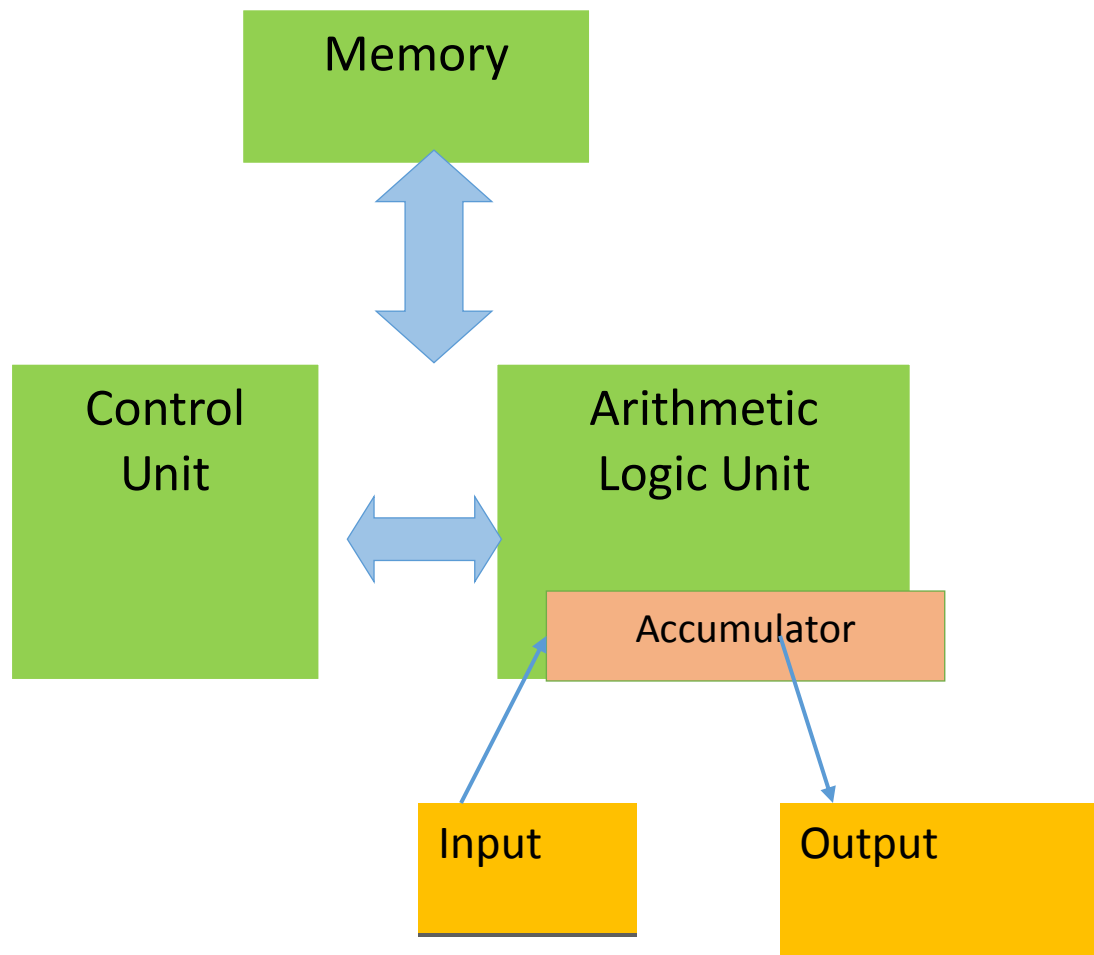 Memory
Control
Unit
Arithmetic
Logic Unit
Accumulator
Input
Output